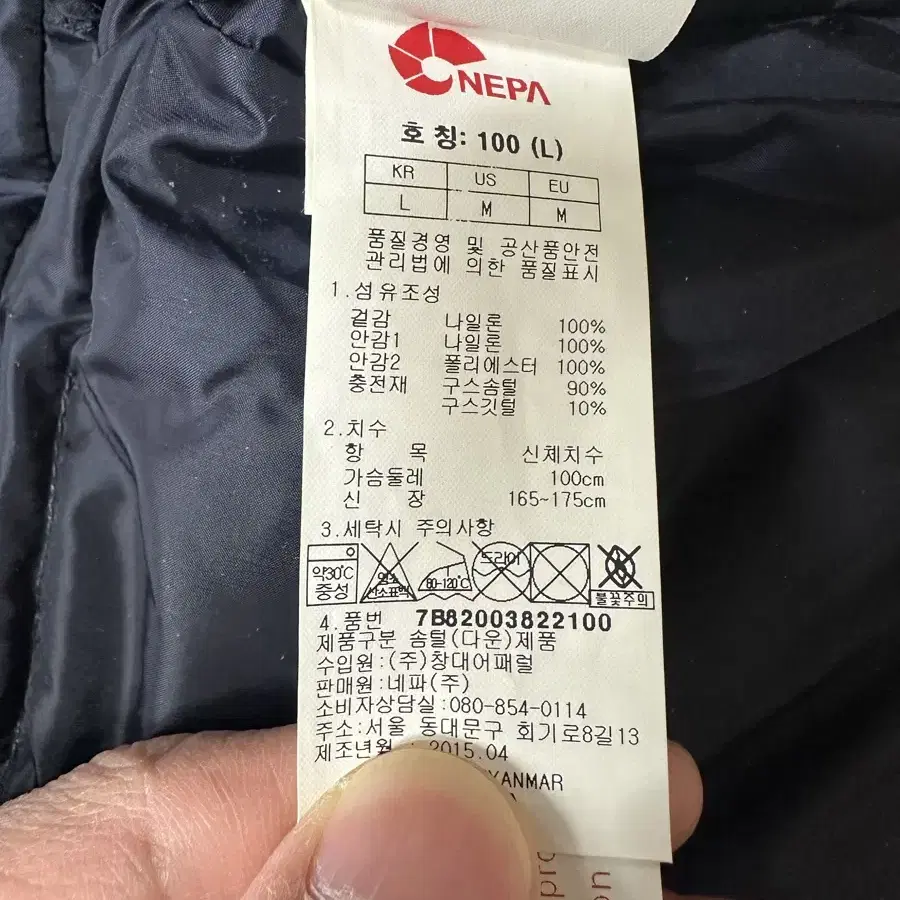 NEPA
호 칭: 100 (L)
KR US EU
L M M
품질경영 및 공산품안전
관리법에 의한 품질표시
1.섬유조성
겉감 나일론 100%
안감1 나일론 100%
안감2 폴리에스터 100%
충전재 구스솜털 90%
구스깃털 10%
2.치수
항 목 신체치수
가슴둘레 100cm
신 장 165~175cm
3.세탁시 주의사항
약30℃
중성
염소
산소표백
80~120℃
드라이
불꽃주의
4.품번 7B82003822100
제품구분 솜털(다운)제품
수입원:(주)창대어패럴
판매원:네파(주)
소비자상담실:080-854-0114
주소:서울 동대문구 회기로8길13
제조년월 : 2015.04
YANMAR